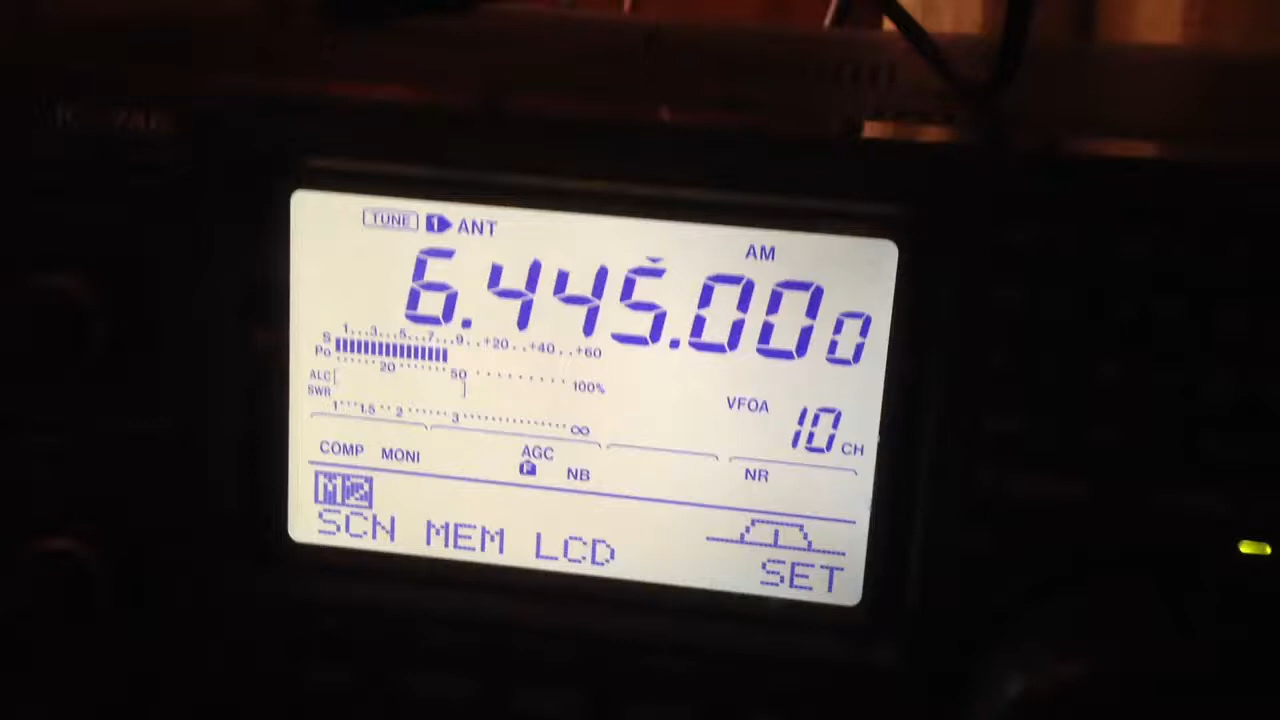 TUNE 1 ANT
AM
6.445.000
S 1...3...5...7...9..+20..+40..+60
Po 20 50 100%
ALC
SWR 1 1.5 2 3 ∞
VFOA 10 CH
COMP MONI AGC F NB NR
M3
SCN MEM LCD SET